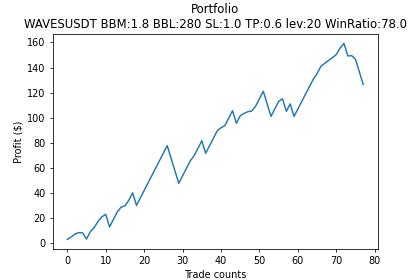 Portfolio
WAVESUSDT BBM:1.8 BBL:280 SL:1.0 TP:0.6 lev:20 WinRatio:78.0
160
140
120
100
80
60
40
20
0
Profit ($)
0 10 20 30 40 50 60 70 80
Trade counts